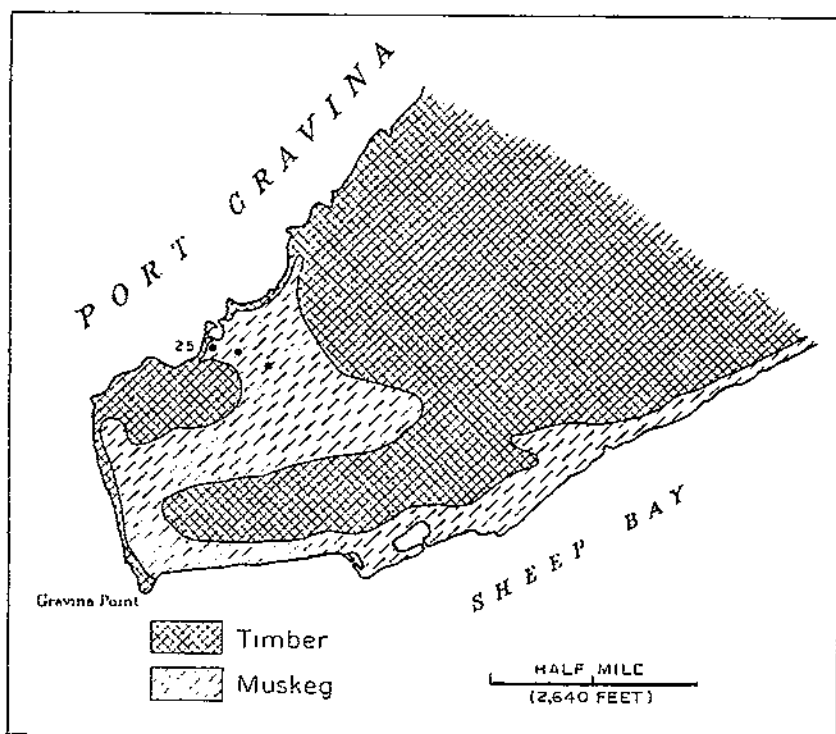 PORT GRAVINA
25
SHEEP BAY
Gravina Point
Timber
Muskeg
HALF MILE
(2,640 FEET)